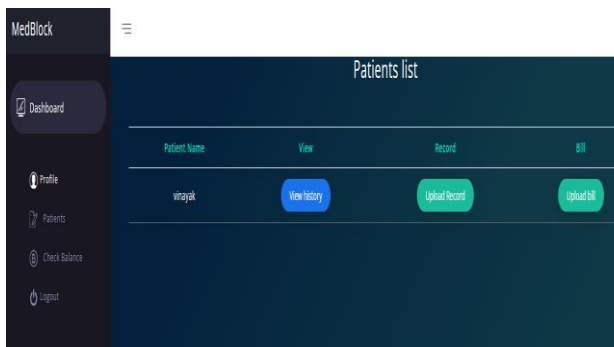 MedBlock
Dashboard
Profile
Patients
Check Balance
Logout
Patients list
Patient Name View Record Bill
vinayak View history Upload Record Upload bill